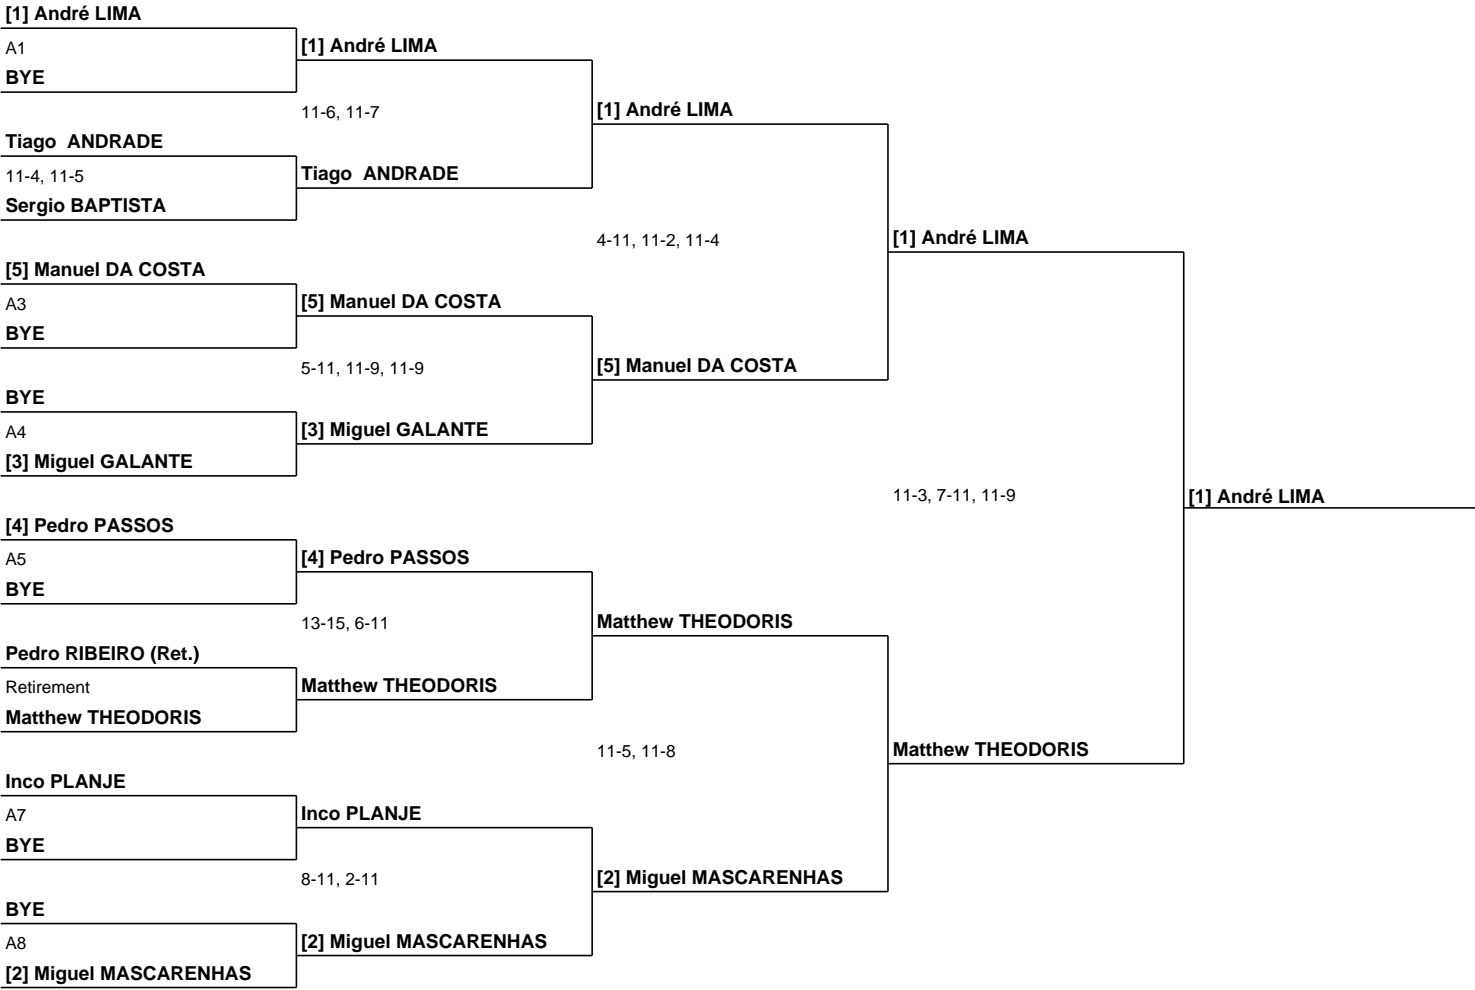 [1] André LIMA
A1
[1] André LIMA
BYE
11-6, 11-7
[1] André LIMA
Tiago  ANDRADE
11-4, 11-5
Tiago  ANDRADE
Sergio BAPTISTA
4-11, 11-2, 11-4
[1] André LIMA
[5] Manuel DA COSTA
A3
[5] Manuel DA COSTA
BYE
5-11, 11-9, 11-9
[5] Manuel DA COSTA
BYE
A4
[3] Miguel GALANTE
[3] Miguel GALANTE
11-3, 7-11, 11-9
[1] André LIMA
[4] Pedro PASSOS
A5
[4] Pedro PASSOS
BYE
13-15, 6-11
Matthew THEODORIS
Pedro RIBEIRO (Ret.)
Retirement
Matthew THEODORIS
Matthew THEODORIS
11-5, 11-8
Matthew THEODORIS
Inco PLANJE
A7
Inco PLANJE
BYE
8-11, 2-11
[2] Miguel MASCARENHAS
BYE
A8
[2] Miguel MASCARENHAS
[2] Miguel MASCARENHAS